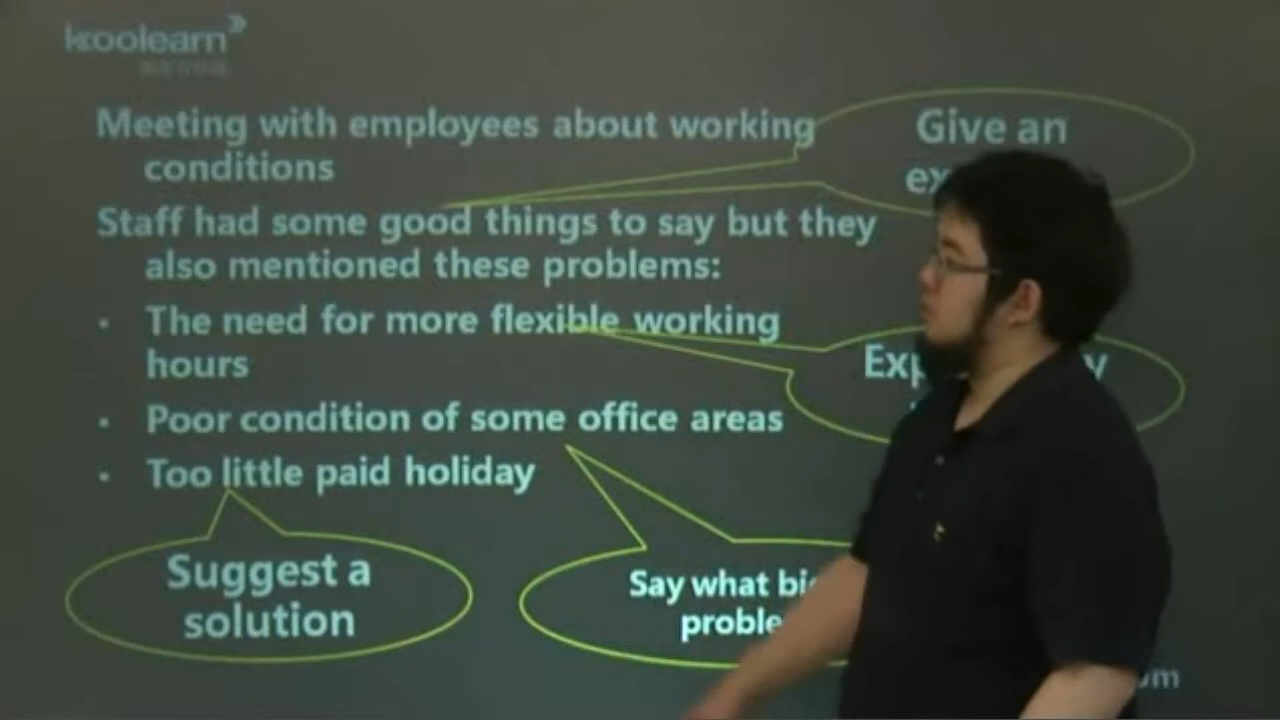 koolearn
Meeting with employees about working
conditions
Give an
Staff had some good things to say but they
also mentioned these problems:
The need for more flexible working
hours
Poor condition of some office areas
Too little paid holiday
Suggest a
solution
Say what